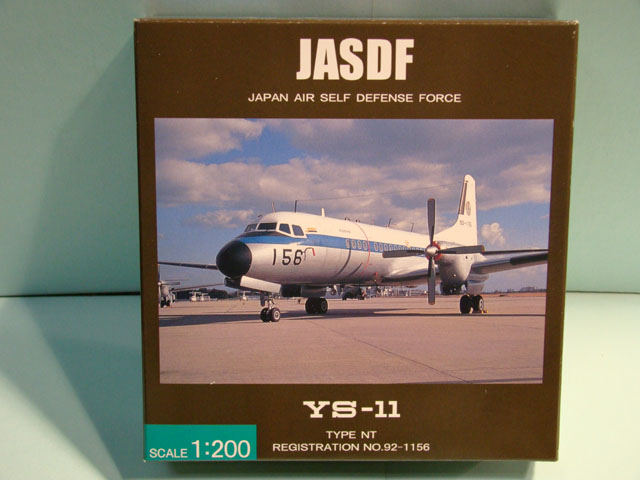 JASDF
JAPAN AIR SELF DEFENSE FORCE
156
YS-11
TYPE NT
REGISTRATION NO.92-1156
SCALE 1:200